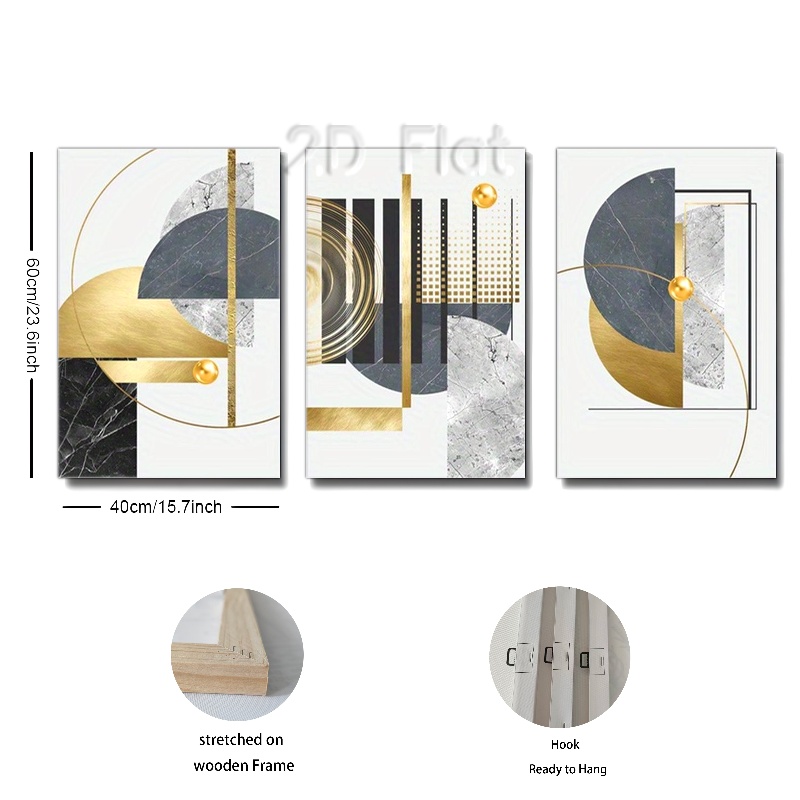 2D Flat
60cm/23.6inch
40cm/15.7inch
stretched on
wooden Frame
Hook
Ready to Hang